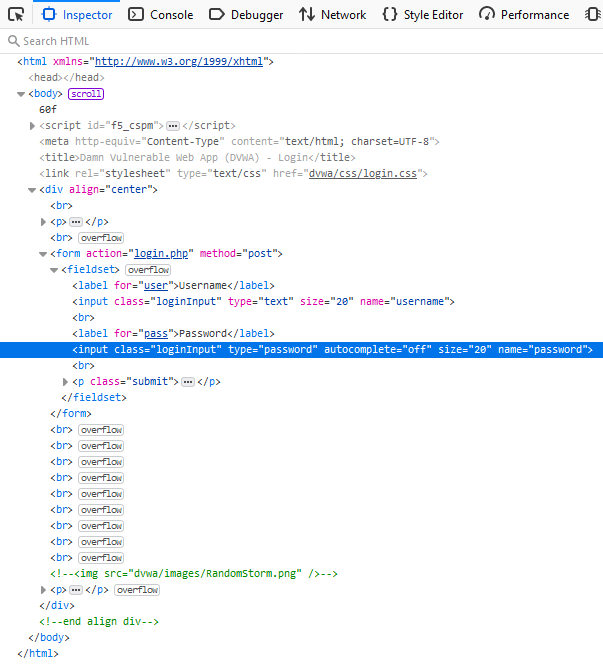 Inspector Console Debugger Network Style Editor Performance
Search HTML
<html xmlns="http://www.w3.org/1999/xhtml">
<head></head>
<body> scroll
60f
<script id="f5_cspm"> ··· </script>
<meta http-equiv="Content-Type" content="text/html; charset=UTF-8">
<title>Damn Vulnerable Web App (DVWA) - Login</title>
<link rel="stylesheet" type="text/css" href="dvwa/css/login.css">
<div align="center">
<br>
<p> ··· </p>
<br> overflow
<form action="login.php" method="post">
<fieldset> overflow
<label for="user">Username</label>
<input class="loginInput" type="text" size="20" name="username">
<br>
<label for="pass">Password</label>
<input class="loginInput" type="password" autocomplete="off" size="20" name="password">
<br>
<p class="submit"> ··· </p>
</fieldset>
</form>
<br> overflow
<br> overflow
<br> overflow
<br> overflow
<br> overflow
<br> overflow
<br> overflow
<br> overflow
<br> overflow
<!--<img src="dvwa/images/RandomStorm.png" />-->
<p> ··· </p> overflow
</div>
<!--end align div-->
</body>
</html>